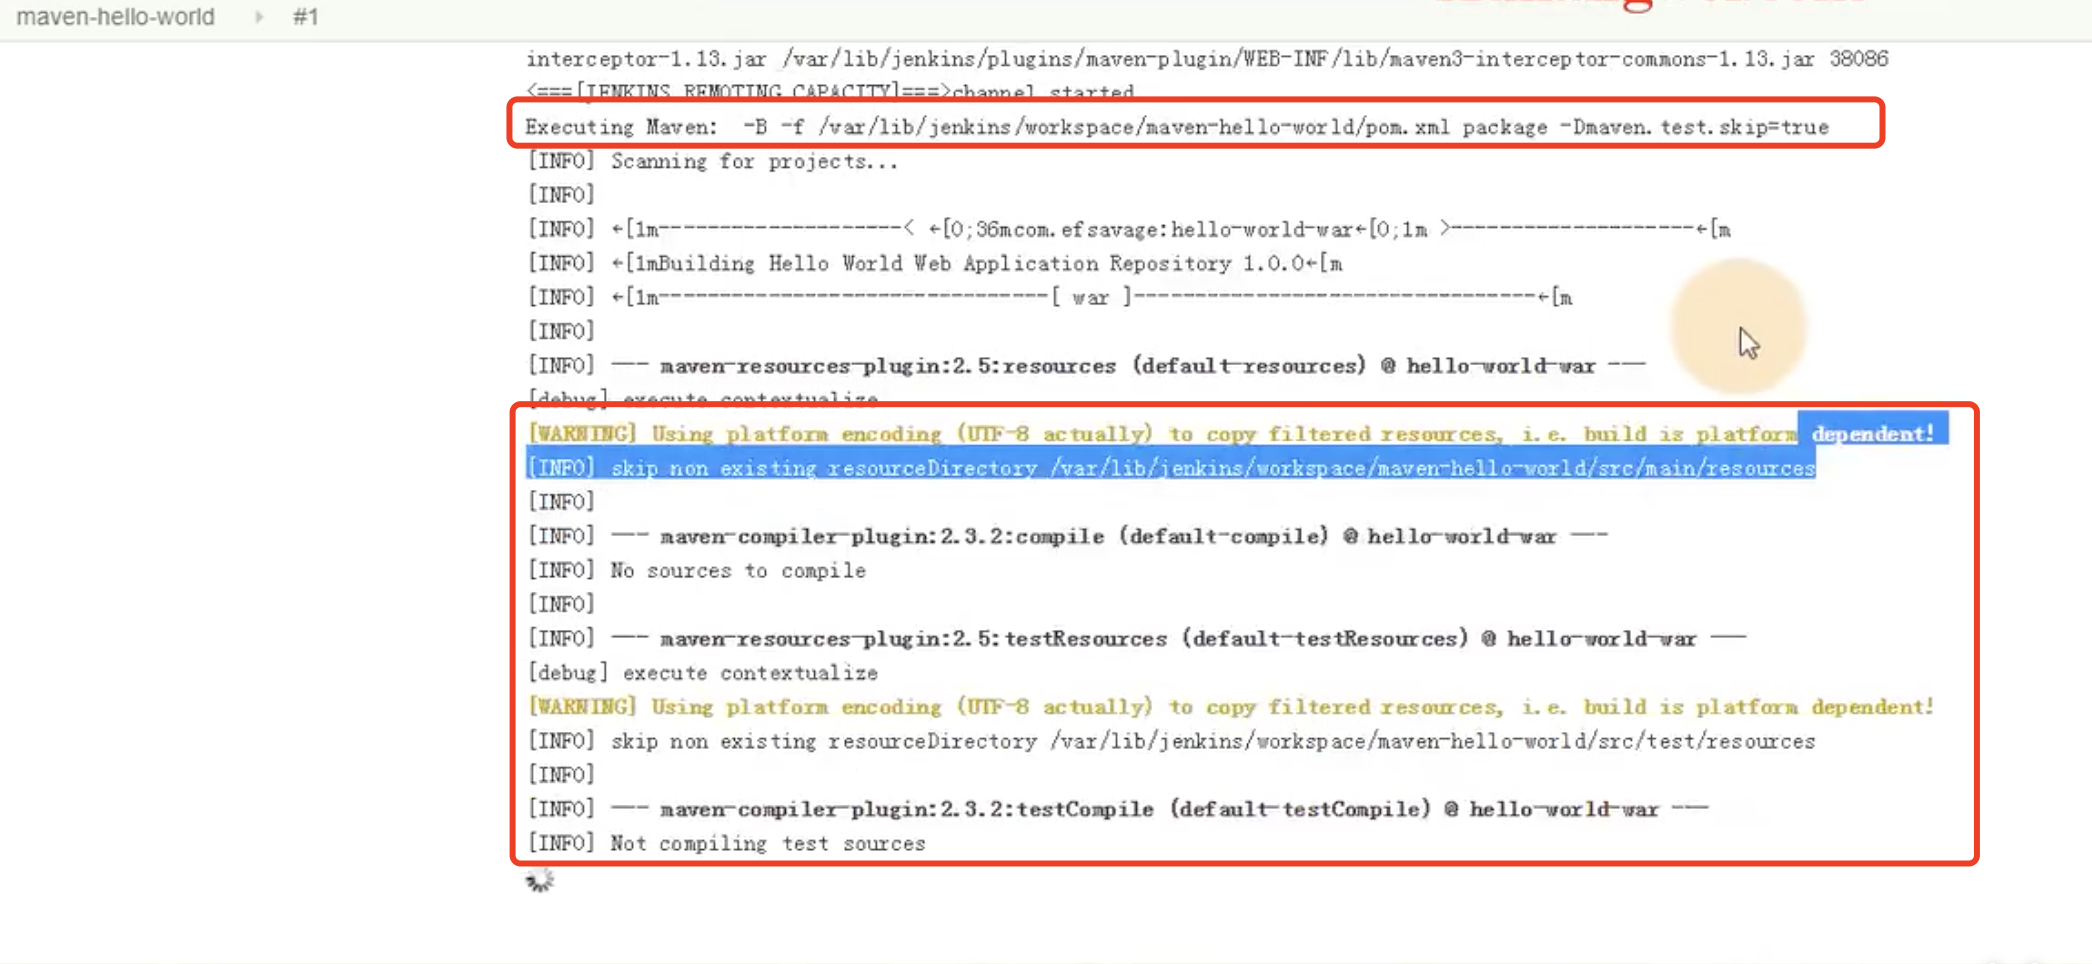 maven-hello-world #1
interceptor-1.13.jar /var/lib/jenkins/plugins/maven-plugin/WEB-INF/lib/maven3-interceptor-commons-1.13.jar 38086
<===[JENKINS REMOTING CAPACITY]===>channel started
Executing Maven:  -B -f /var/lib/jenkins/workspace/maven-hello-world/pom.xml package -Dmaven.test.skip=true
[INFO] Scanning for projects...
[INFO]
[INFO] ←[1m--------------------< ←[0;36mcom.efsavage:hello-world-war←[0;1m >--------------------←[m
[INFO] ←[1mBuilding Hello World Web Application Repository 1.0.0←[m
[INFO] ←[1m--------------------------------[ war ]---------------------------------←[m
[INFO]
[INFO] --- maven-resources-plugin:2.5:resources (default-resources) @ hello-world-war ---
[debug] execute contextualize
[WARNING] Using platform encoding (UTF-8 actually) to copy filtered resources, i.e. build is platform dependent!
[INFO] skip non existing resourceDirectory /var/lib/jenkins/workspace/maven-hello-world/src/main/resources
[INFO]
[INFO] --- maven-compiler-plugin:2.3.2:compile (default-compile) @ hello-world-war ---
[INFO] No sources to compile
[INFO]
[INFO] --- maven-resources-plugin:2.5:testResources (default-testResources) @ hello-world-war ---
[debug] execute contextualize
[WARNING] Using platform encoding (UTF-8 actually) to copy filtered resources, i.e. build is platform dependent!
[INFO] skip non existing resourceDirectory /var/lib/jenkins/workspace/maven-hello-world/src/test/resources
[INFO]
[INFO] --- maven-compiler-plugin:2.3.2:testCompile (default-testCompile) @ hello-world-war ---
[INFO] Not compiling test sources